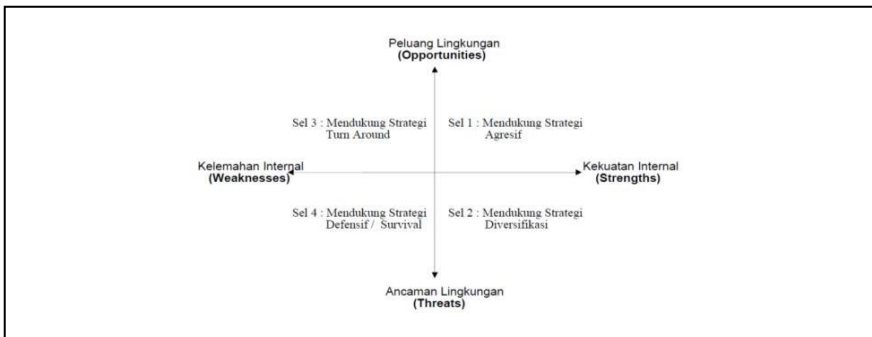 Peluang Lingkungan
(Opportunities)
Sel 3 : Mendukung Strategi
Turn Around
Sel 1 : Mendukung Strategi
Agresif
Kelemahan Internal
(Weaknesses)
Kekuatan Internal
(Strengths)
Sel 4 : Mendukung Strategi
Defensif / Survival
Sel 2 : Mendukung Strategi
Diversifikasi
Ancaman Lingkungan
(Threats)